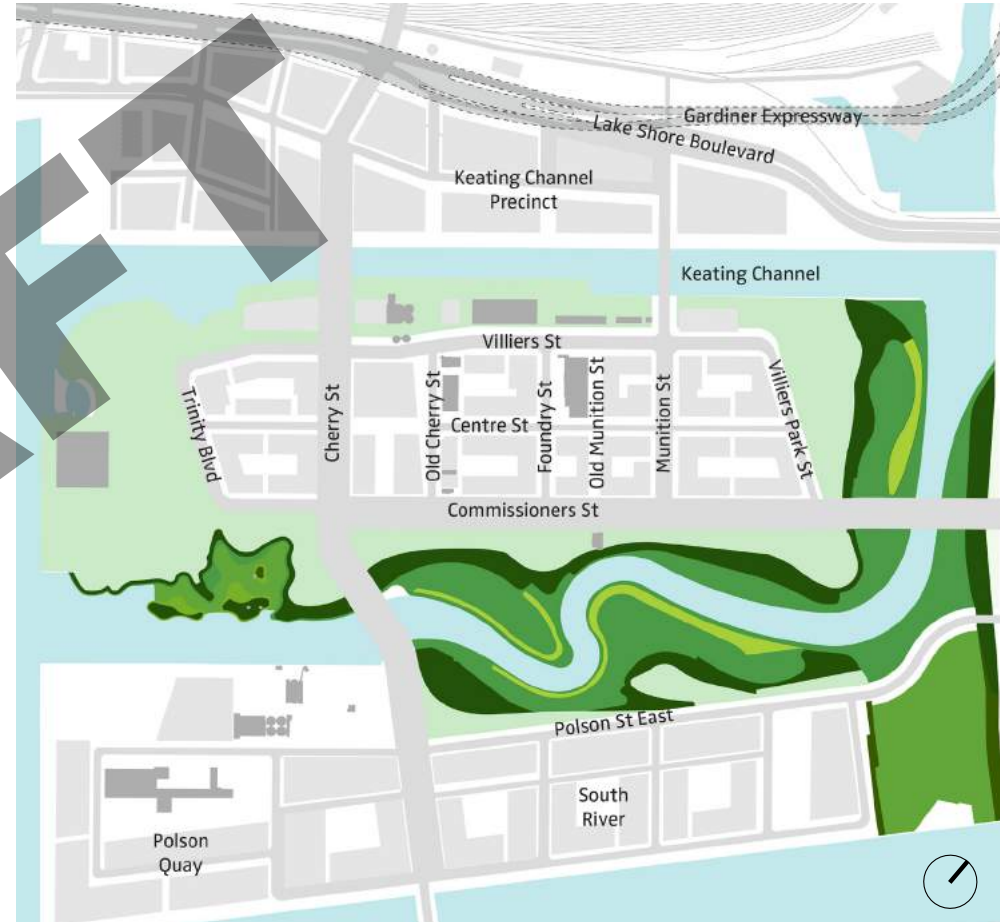 Gardiner Expressway
Lake Shore Boulevard
Keating Channel
Precinct
Keating Channel
Villiers St
Trinity Blvd
Cherry St
Old Cherry St
Centre St
Foundry St
Old Munition St
Munition St
Villiers Park St
Commissioners St
Polson St East
South
River
Polson
Quay